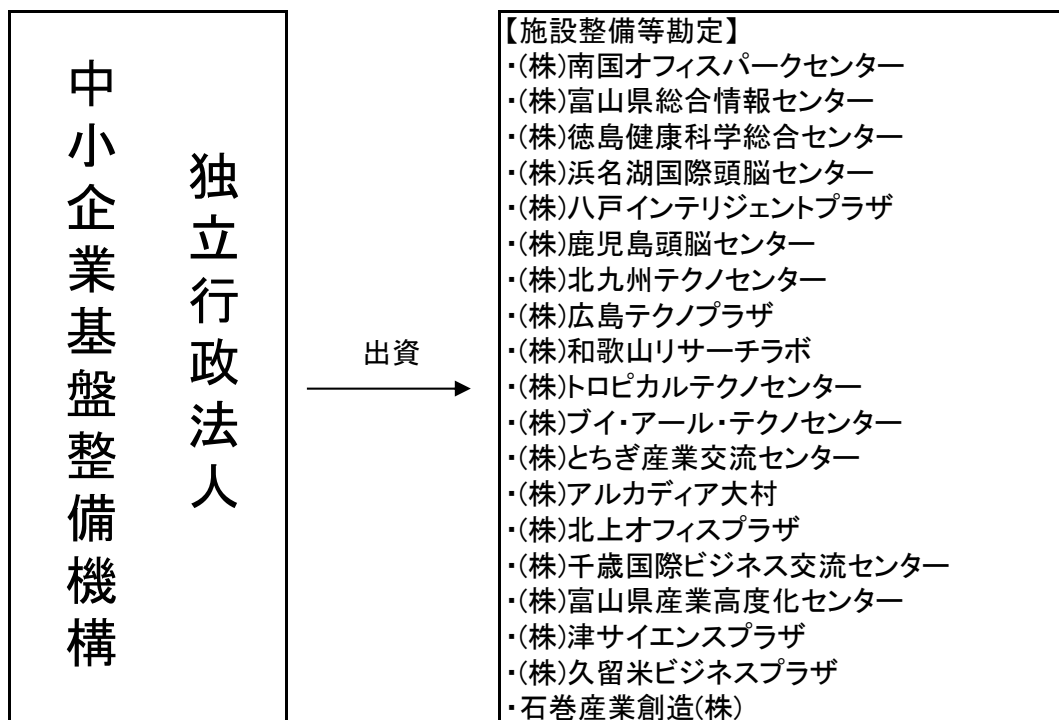 独立行政法人
中小企業基盤整備機構
出資
【施設整備等勘定】
・(株)南国オフィスパークセンター
・(株)富山県総合情報センター
・(株)徳島健康科学総合センター
・(株)浜名湖国際頭脳センター
・(株)八戸インテリジェントプラザ
・(株)鹿児島頭脳センター
・(株)北九州テクノセンター
・(株)広島テクノプラザ
・(株)和歌山リサーチラボ
・(株)トロピカルテクノセンター
・(株)ブイ・アール・テクノセンター
・(株)とちぎ産業交流センター
・(株)アルカディア大村
・(株)北上オフィスプラザ
・(株)千歳国際ビジネス交流センター
・(株)富山県産業高度化センター
・(株)津サイエンスプラザ
・(株)久留米ビジネスプラザ
・石巻産業創造(株)